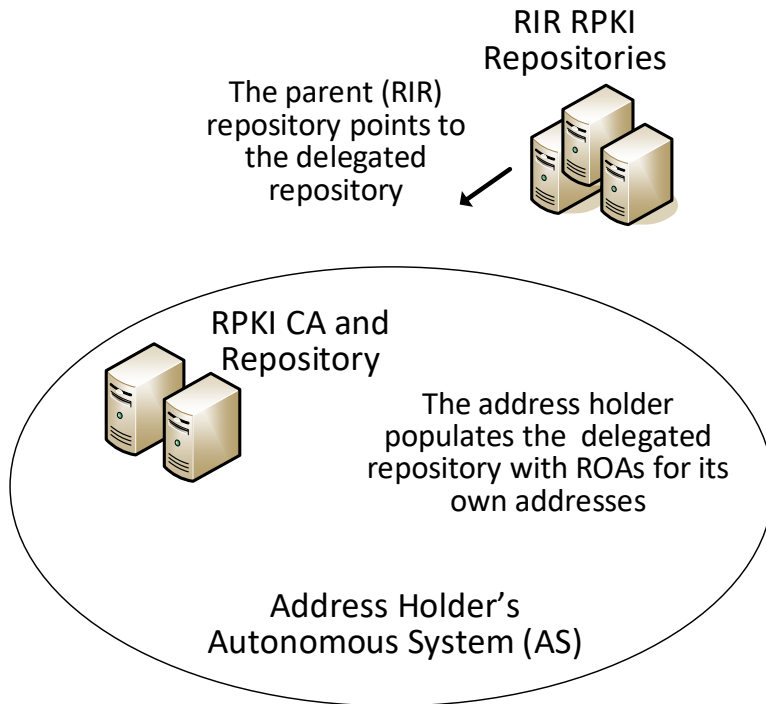 RIR RPKI
Repositories
The parent (RIR)
repository points to
the delegated
repository
RPKI CA and
Repository
The address holder
populates the  delegated
repository with ROAs for its
own addresses
Address Holder’s
Autonomous System (AS)